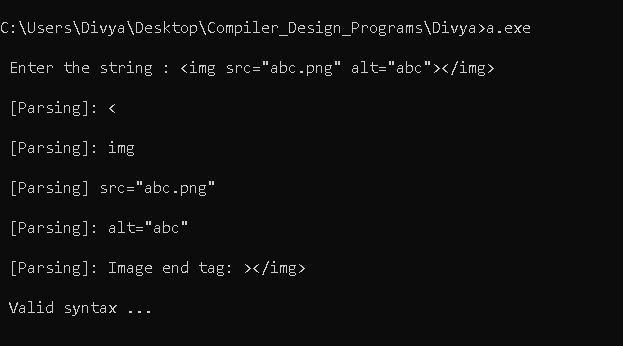 C:\Users\Divya\Desktop\Compiler_Design_Programs\Divya>a.exe
Enter the string : <img src="abc.png" alt="abc"></img>
[Parsing]: <
[Parsing]: img
[Parsing] src="abc.png"
[Parsing]: alt="abc"
[Parsing]: Image end tag: ></img>
Valid syntax ...